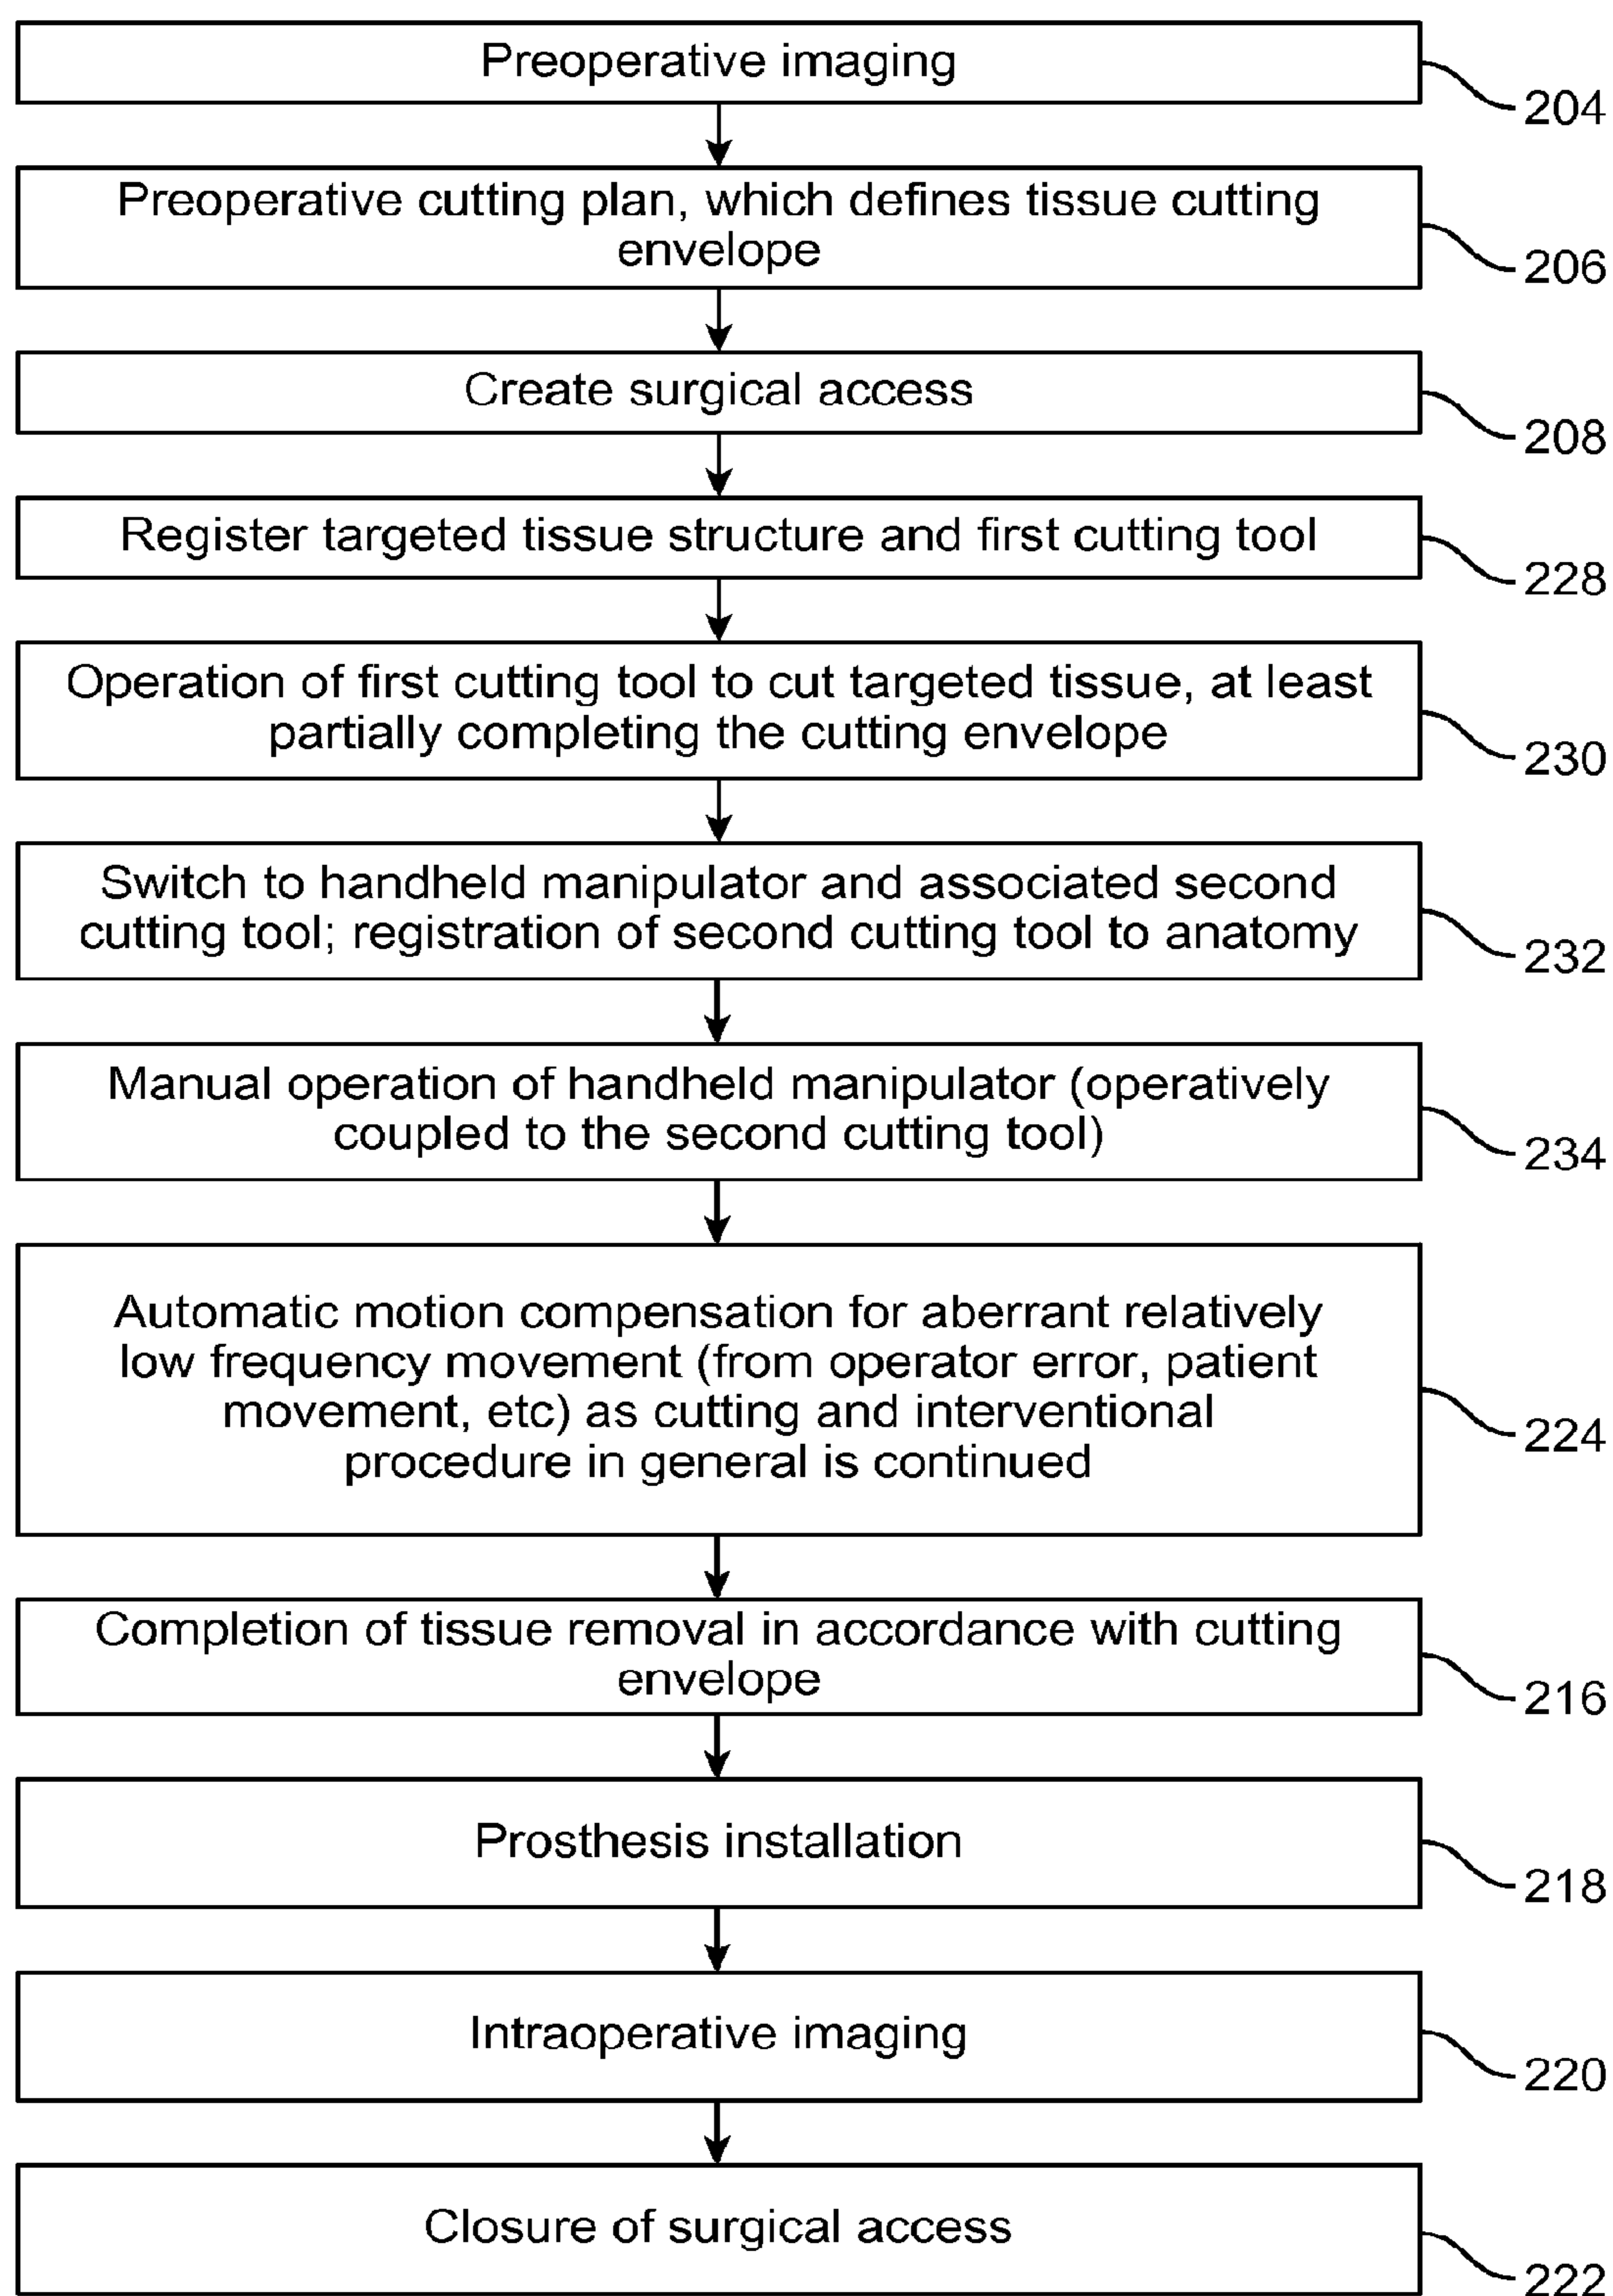 Preoperative imaging
204
Preoperative cutting plan, which defines tissue cutting
envelope
206
Create surgical access
208
Register targeted tissue structure and first cutting tool
228
Operation of first cutting tool to cut targeted tissue, at least
partially completing the cutting envelope
230
Switch to handheld manipulator and associated second
cutting tool; registration of second cutting tool to anatomy
232
Manual operation of handheld manipulator (operatively
coupled to the second cutting tool)
234
Automatic motion compensation for aberrant relatively
low frequency movement (from operator error, patient
movement, etc) as cutting and interventional
procedure in general is continued
224
Completion of tissue removal in accordance with cutting
envelope
216
Prosthesis installation
218
Intraoperative imaging
220
Closure of surgical access
222